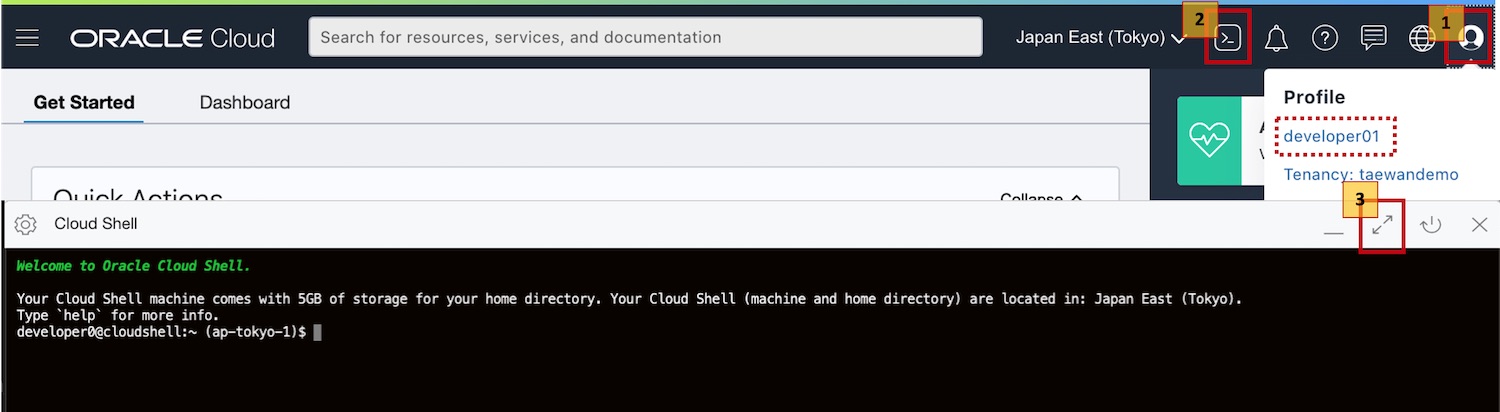 ORACLE Cloud
Search for resources, services, and documentation
Japan East (Tokyo)
2
1
Get Started
Dashboard
Profile
developer01
Tenancy: taewandemo
Quick Actions
Collapse
3
Cloud Shell
Welcome to Oracle Cloud Shell.
Your Cloud Shell machine comes with 5GB of storage for your home directory. Your Cloud Shell (machine and home directory) are located in: Japan East (Tokyo).
Type `help` for more info.
developer0@cloudshell:~ (ap-tokyo-1)$